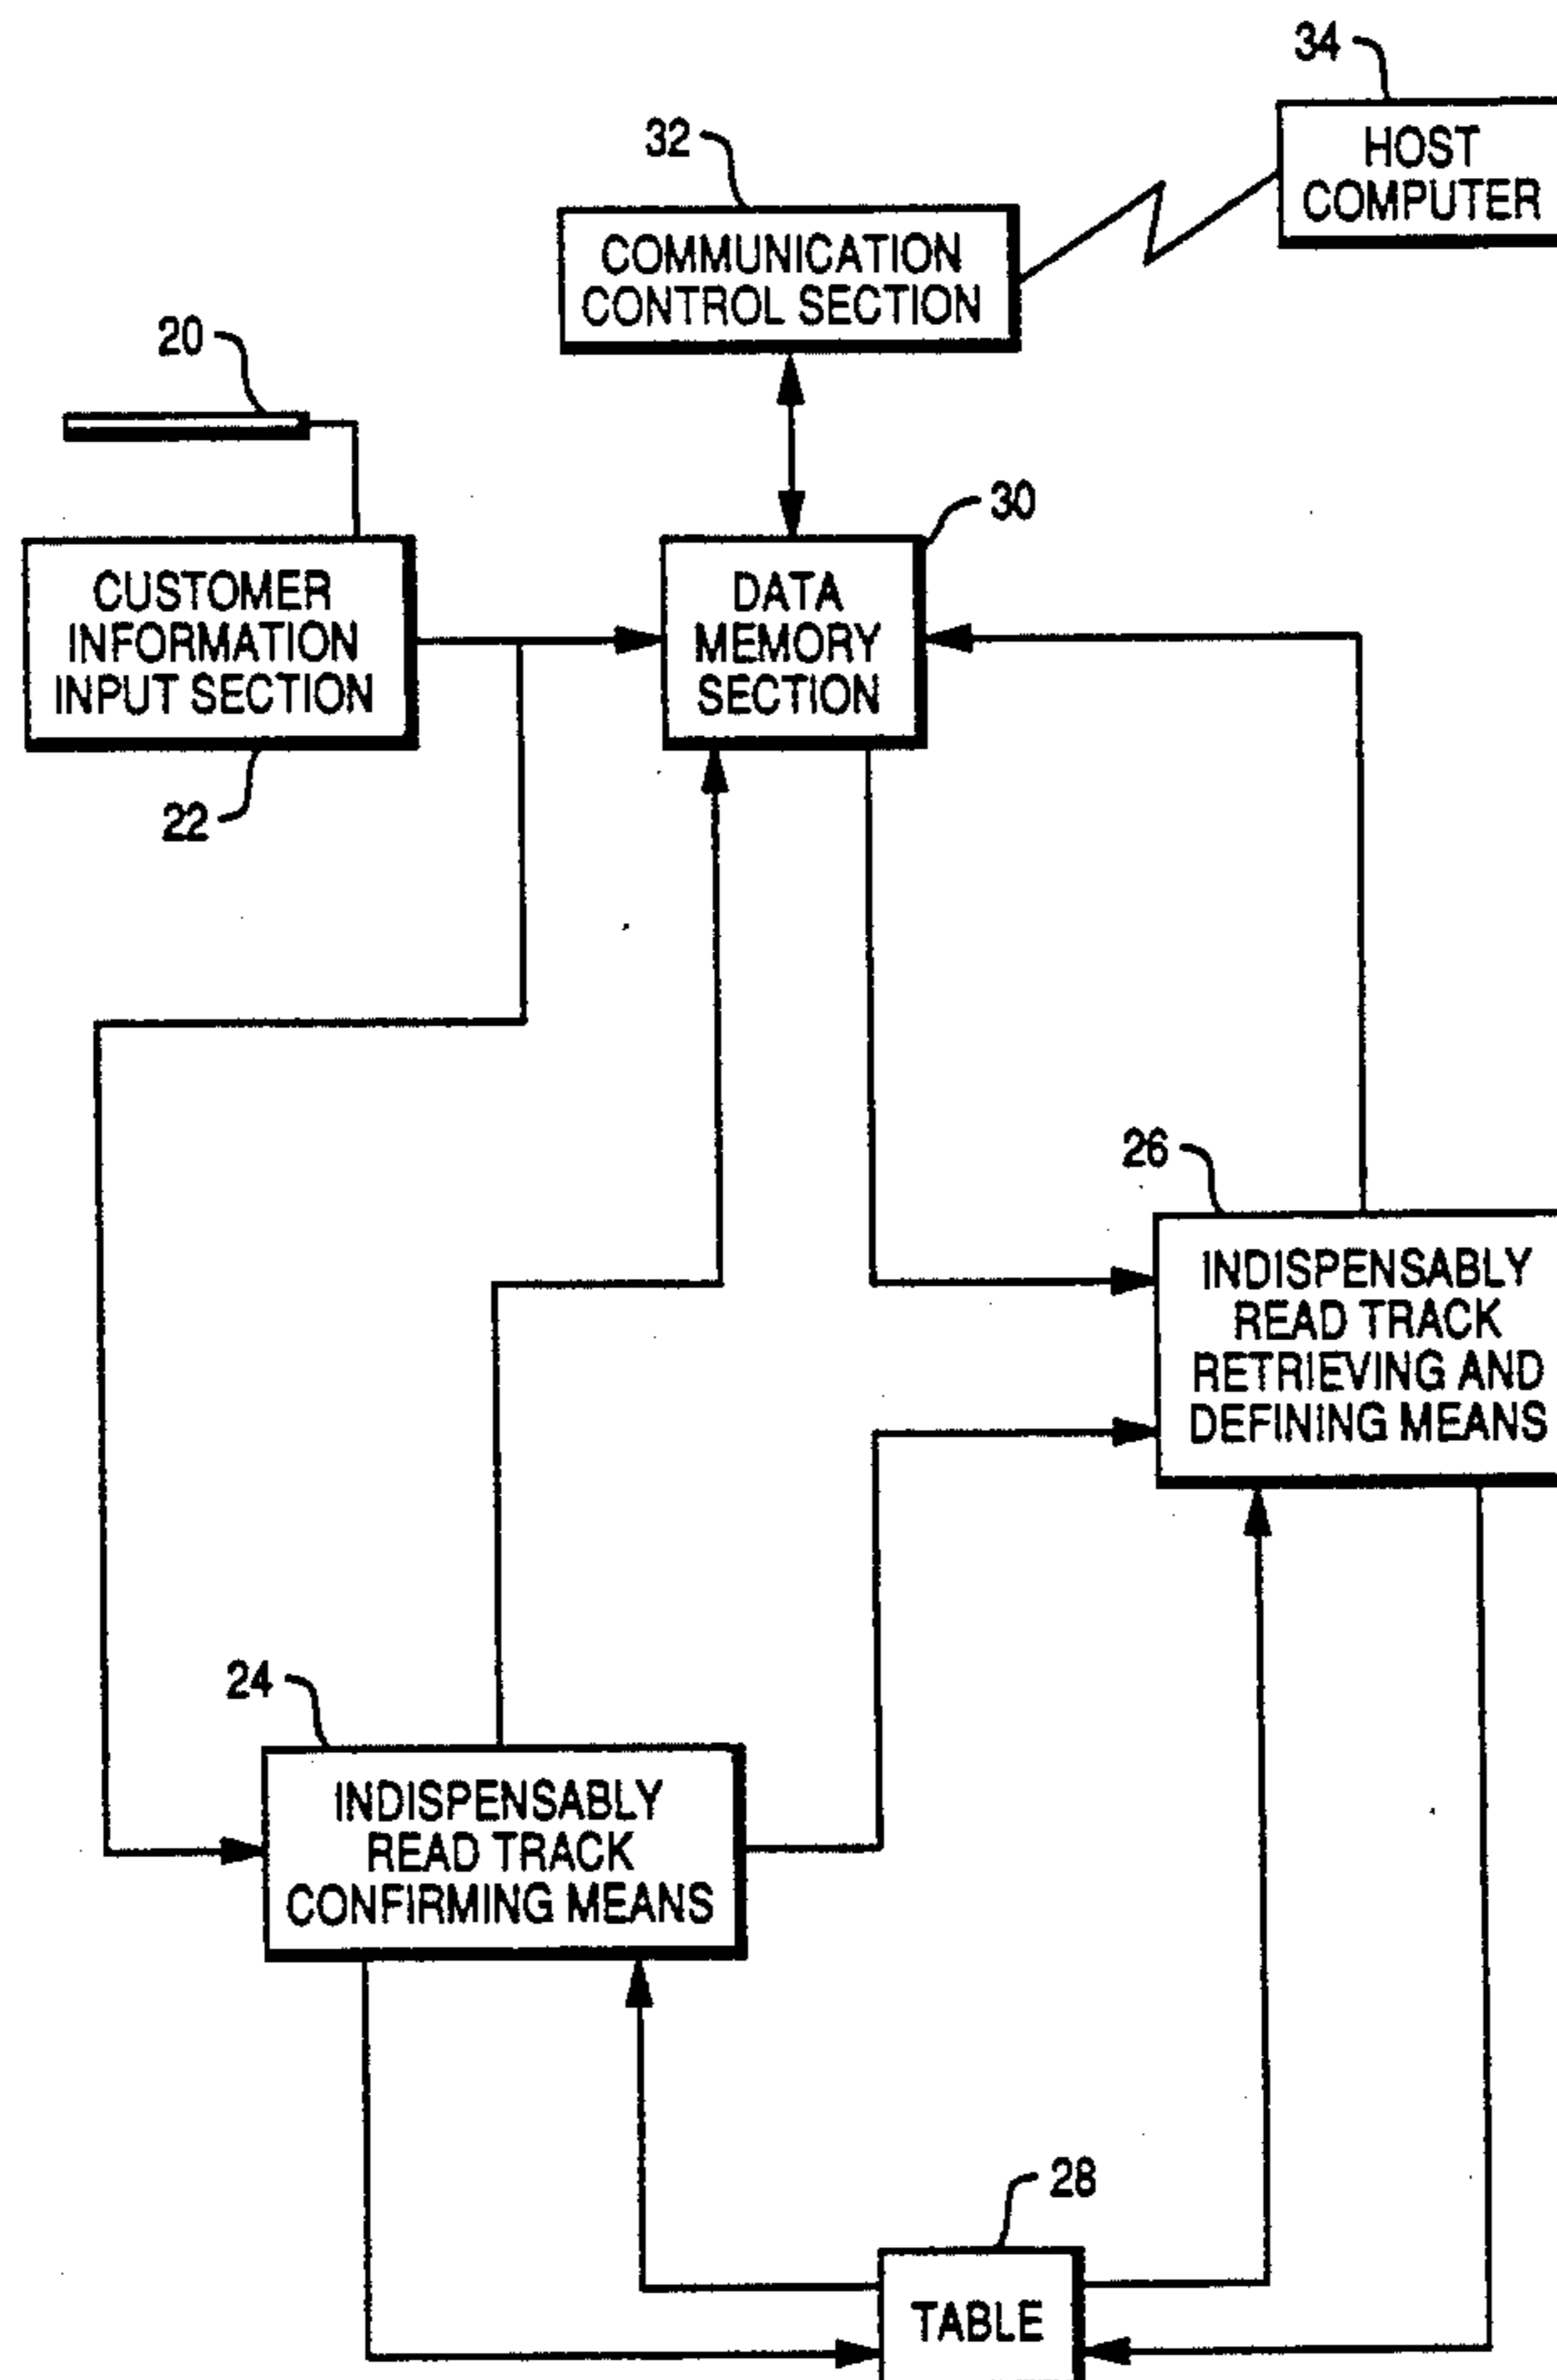 34
HOST
COMPUTER
32
COMMUNICATION
CONTROL SECTION
20
30
CUSTOMER
INFORMATION
INPUT SECTION
DATA
MEMORY
SECTION
22
26
INDISPENSABLY
READ TRACK
RETRIEVING AND
DEFINING MEANS
24
INDISPENSABLY
READ TRACK
CONFIRMING MEANS
28
TABLE